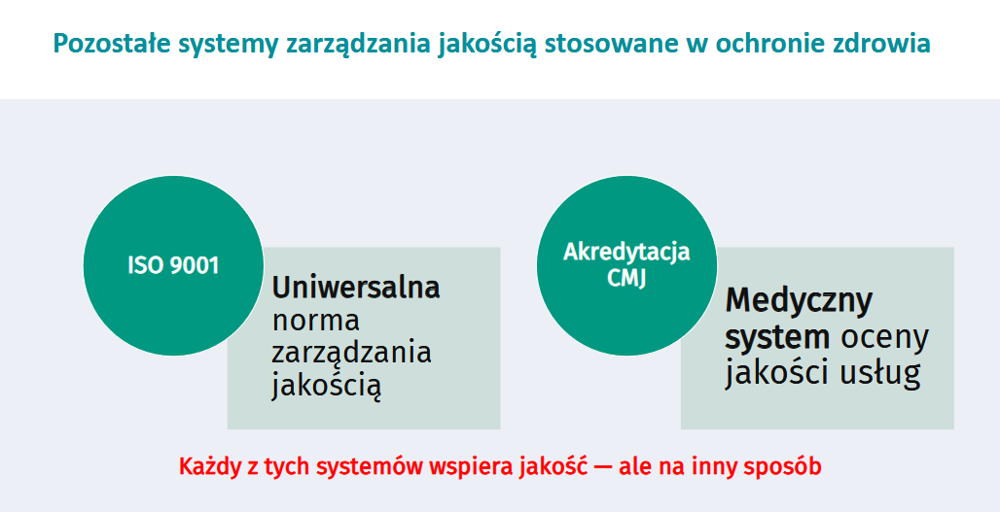 Pozostałe systemy zarządzania jakością stosowane w ochronie zdrowia
ISO 9001
Uniwersalna
norma
zarządzania
jakością
Akredytacja
CMJ
Medyczny
system oceny
jakości usług
Każdy z tych systemów wspiera jakość — ale na inny sposób